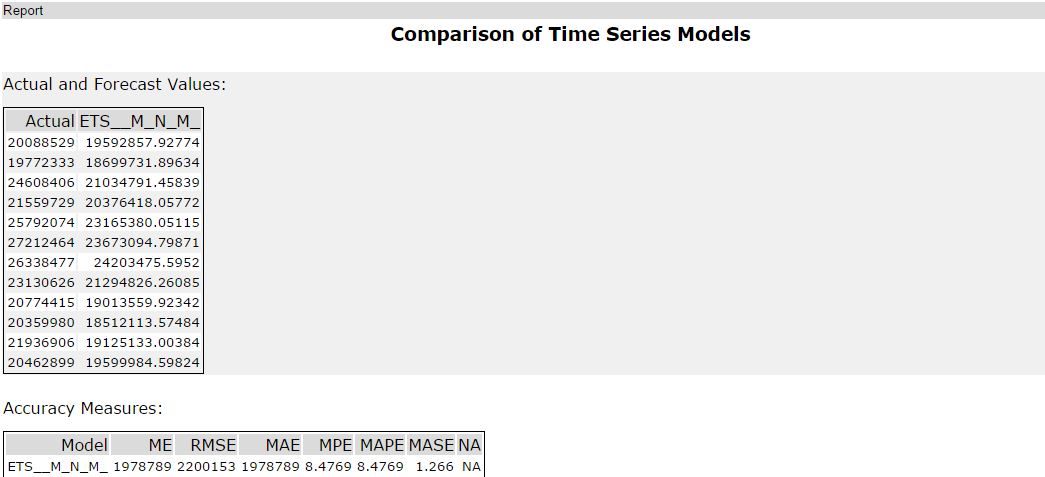 Report
Comparison of Time Series Models
Actual and Forecast Values:
Actual ETS__M_N_M_
20088529 19592857.92774
19772333 18699731.89634
24608406 21034791.45839
21559729 20376418.05772
25792074 23165380.05115
27212464 23673094.79871
26338477 24203475.5952
23130626 21294826.26085
20774415 19013559.92342
20359980 18512113.57484
21936906 19125133.00384
20462899 19599984.59824
Accuracy Measures:
Model ME RMSE MAE MPE MAPE MASE NA
ETS__M_N_M_ 1978789 2200153 1978789 8.4769 8.4769 1.266 NA